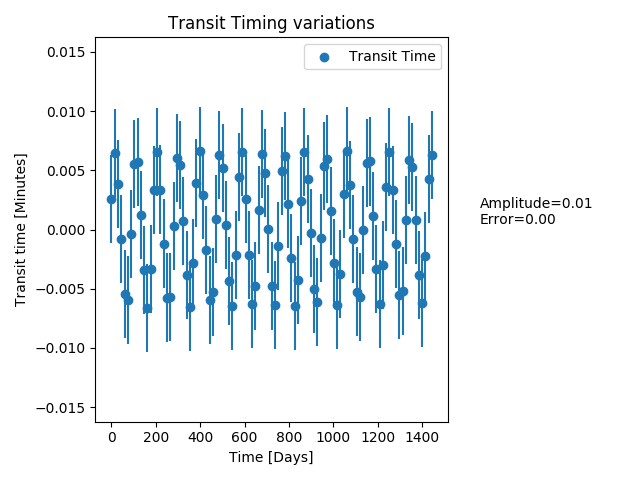 Transit Timing variations
Transit Time
0.015
0.010
0.005
0.000
−0.005
−0.010
−0.015
Transit time [Minutes]
Amplitude=0.01
Error=0.00
0 200 400 600 800 1000 1200 1400
Time [Days]